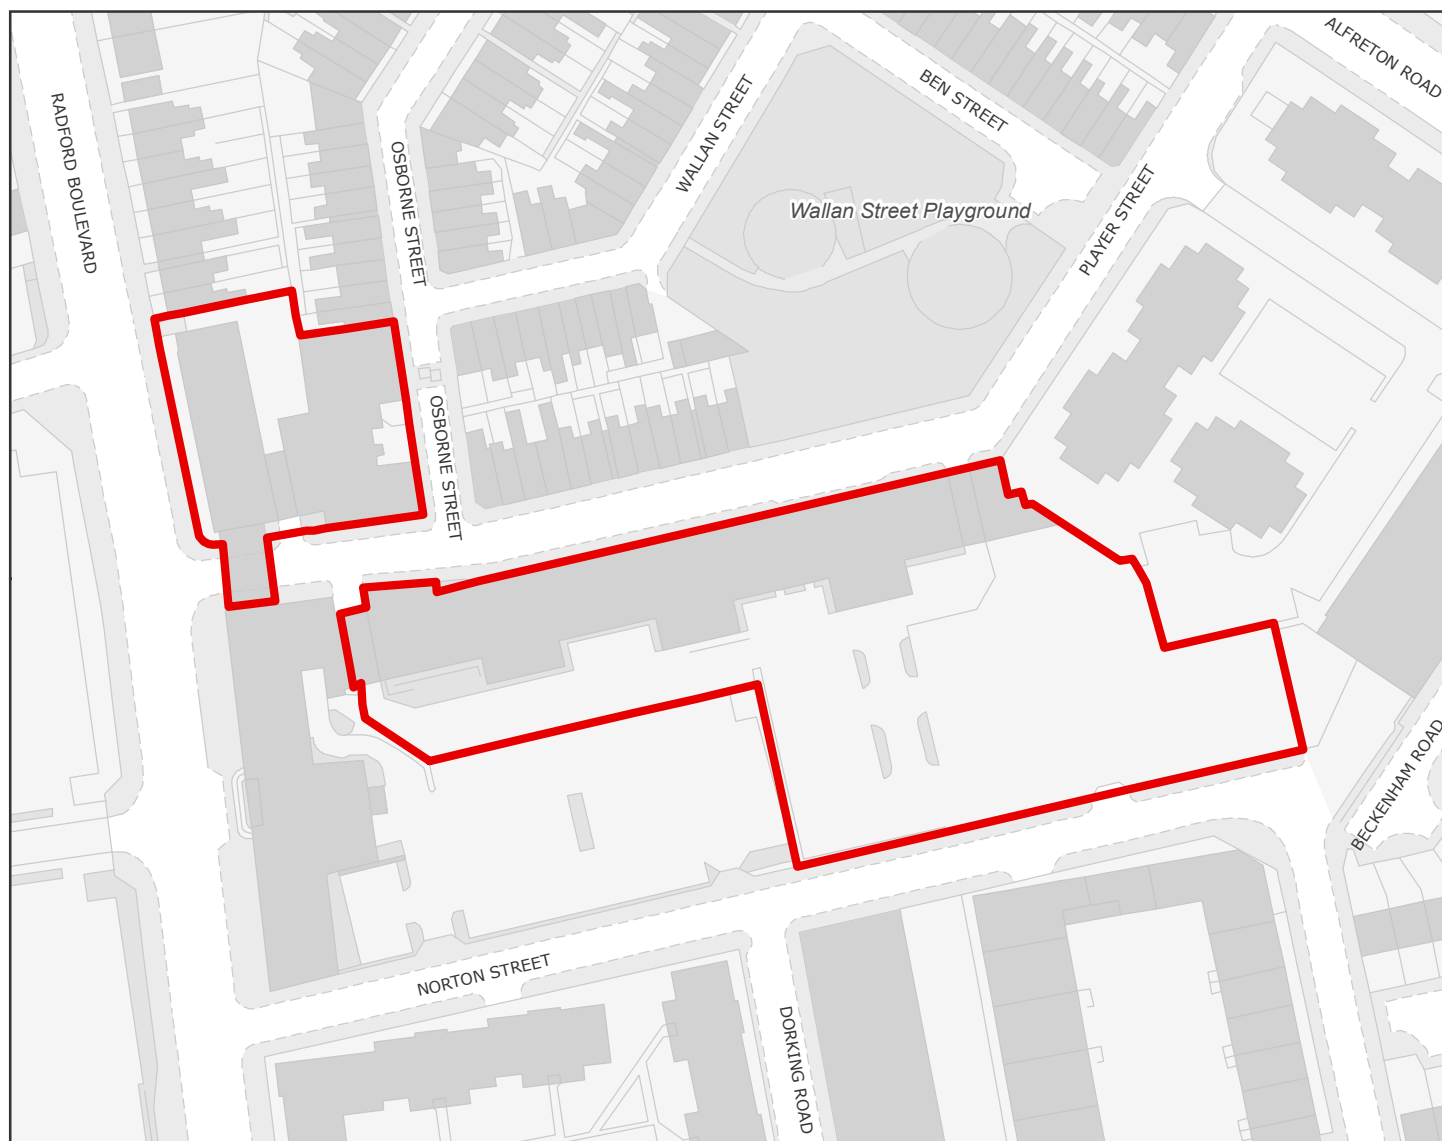 ALFRETON ROAD
BEN STREET
RADFORD BOULEVARD
WALLAN STREET
OSBORNE STREET
Wallan Street Playground
PLAYER STREET
OSBORNE STREET
BECKENHAM ROAD
NORTON STREET
DORKING ROAD